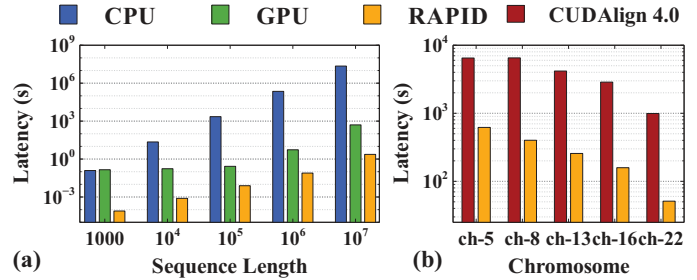 CPU GPU RAPID CUDAlign 4.0
Latency (s)
10^9
10^6
10^3
10^0
10^-3
1000 10^4 10^5 10^6 10^7
(a) Sequence Length
Latency (s)
10^4
10^3
10^2
ch-5 ch-8 ch-13 ch-16 ch-22
(b) Chromosome